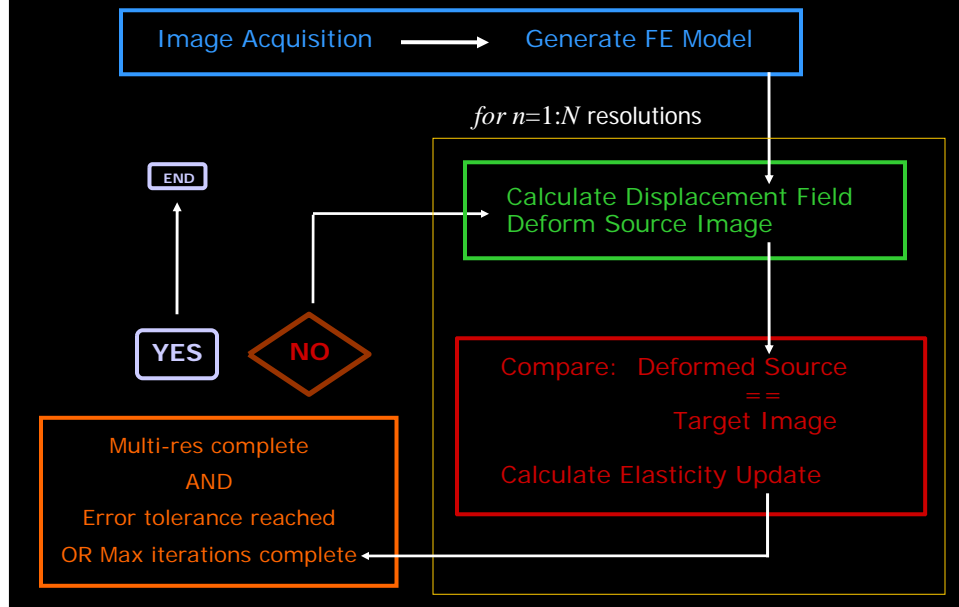 Image Acquisition
Generate FE Model
for n=1:N resolutions
END
Calculate Displacement Field
Deform Source Image
YES
NO
Compare: Deformed Source
==
Target Image
Calculate Elasticity Update
Multi-res complete
AND
Error tolerance reached
OR Max iterations complete